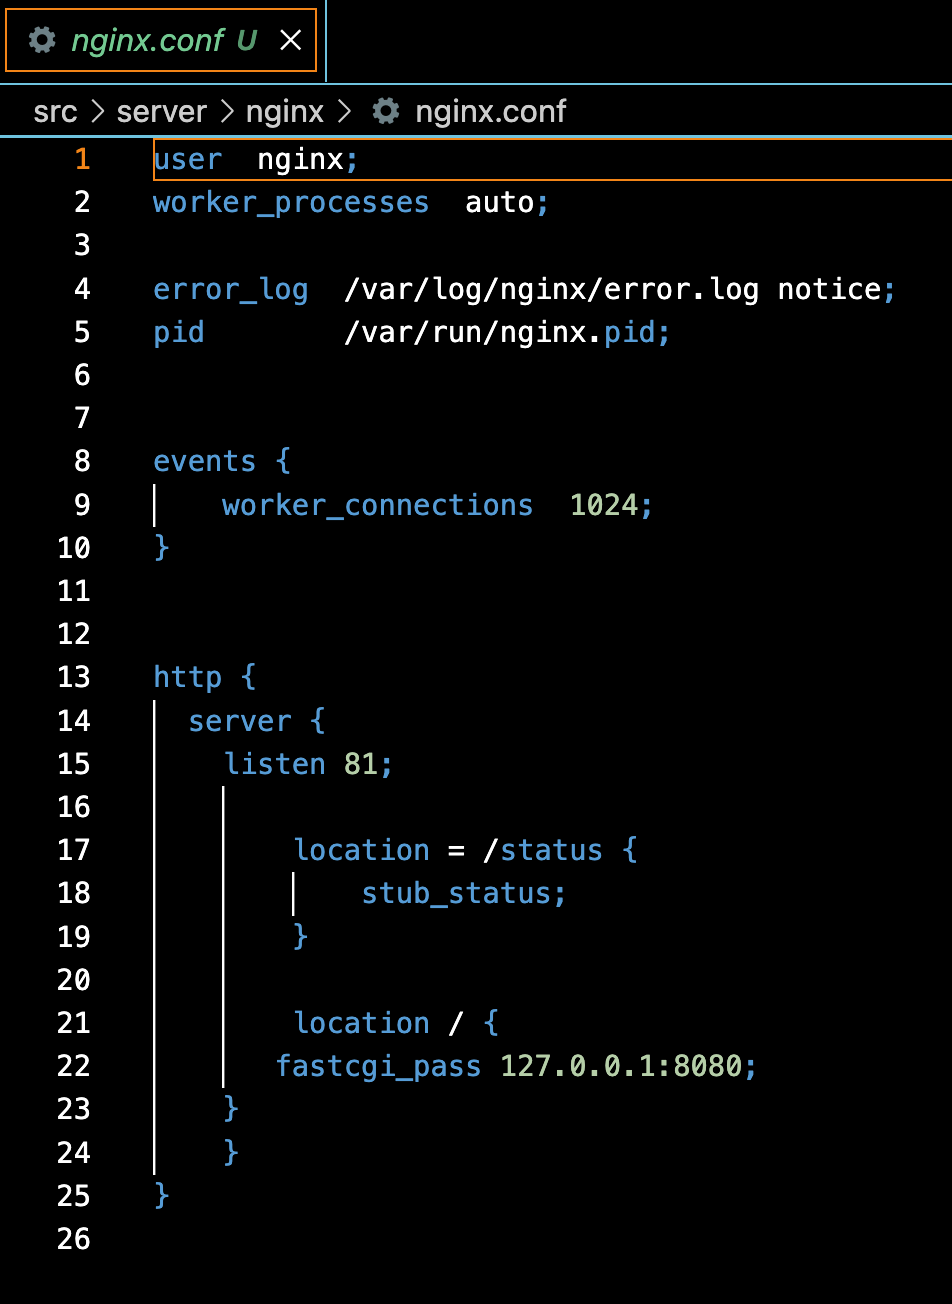 nginx.conf U
src > server > nginx > nginx.conf
1 user  nginx;
2 worker_processes  auto;
3
4 error_log  /var/log/nginx/error.log notice;
5 pid        /var/run/nginx.pid;
6
7
8 events {
9     worker_connections  1024;
10 }
11
12
13 http {
14   server {
15     listen 81;
16
17         location = /status {
18             stub_status;
19         }
20
21         location / {
22        fastcgi_pass 127.0.0.1:8080;
23     }
24     }
25 }
26